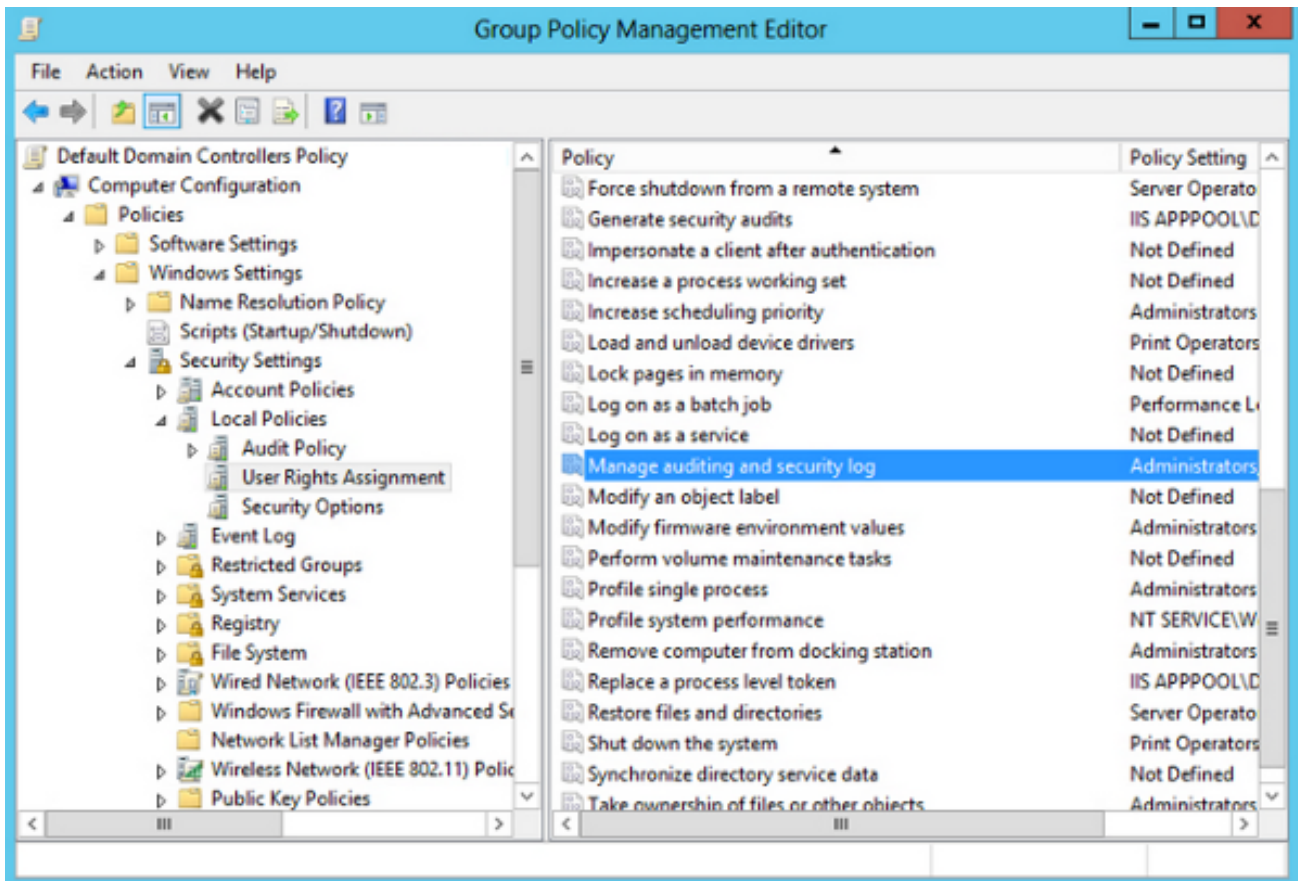 Group Policy Management Editor
File Action View Help
Default Domain Controllers Policy
Computer Configuration
Policies
Software Settings
Windows Settings
Name Resolution Policy
Scripts (Startup/Shutdown)
Security Settings
Account Policies
Local Policies
Audit Policy
User Rights Assignment
Security Options
Event Log
Restricted Groups
System Services
Registry
File System
Wired Network (IEEE 802.3) Policies
Windows Firewall with Advanced Se
Network List Manager Policies
Wireless Network (IEEE 802.11) Polic
Public Key Policies
Policy Policy Setting
Force shutdown from a remote system Server Operato
Generate security audits IIS APPPOOL\D
Impersonate a client after authentication Not Defined
Increase a process working set Not Defined
Increase scheduling priority Administrators
Load and unload device drivers Print Operators
Lock pages in memory Not Defined
Log on as a batch job Performance L
Log on as a service Not Defined
Manage auditing and security log Administrators,
Modify an object label Not Defined
Modify firmware environment values Administrators
Perform volume maintenance tasks Not Defined
Profile single process Administrators
Profile system performance NT SERVICE\W
Remove computer from docking station Administrators
Replace a process level token IIS APPPOOL\D
Restore files and directories Server Operato
Shut down the system Print Operators
Synchronize directory service data Not Defined
Take ownership of files or other objects Administrators